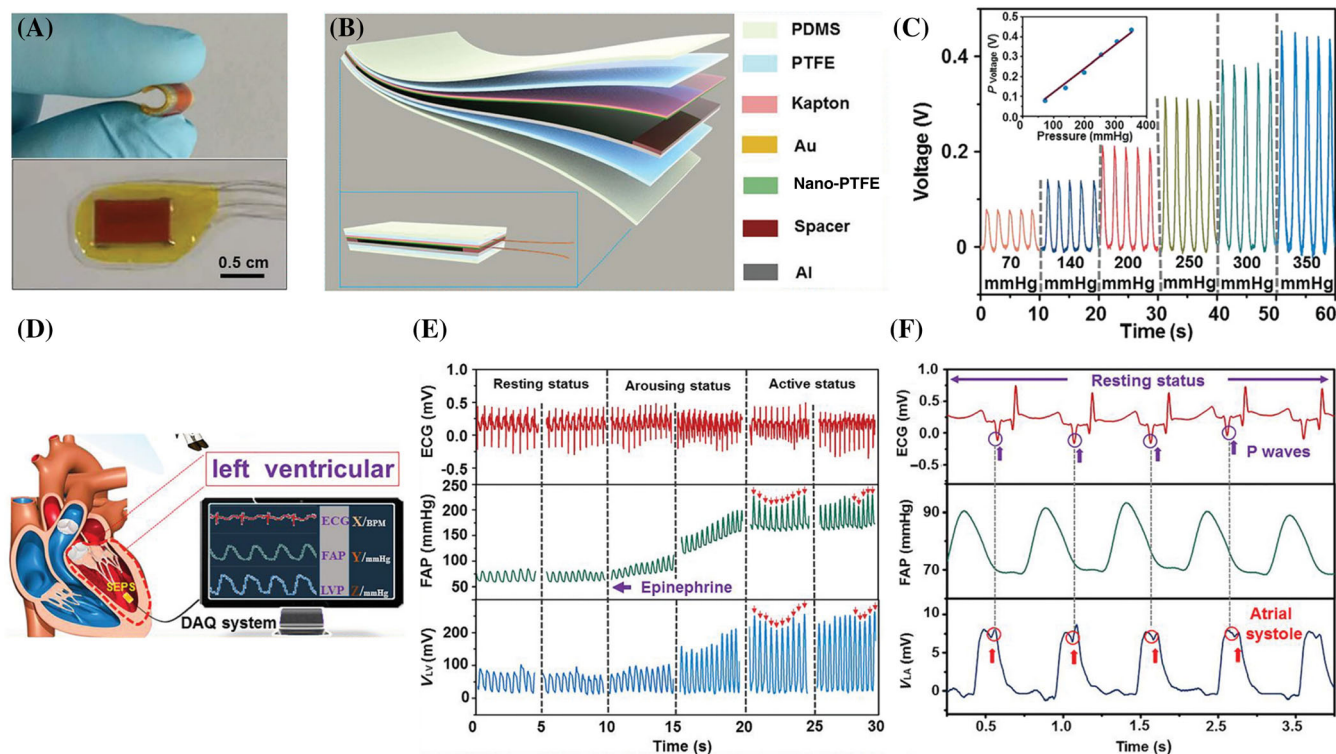 (A)
0.5 cm
(B)
PDMS
PTFE
Kapton
Au
Nano-PTFE
Spacer
Al
(C)
Voltage (V)
0.4
0.2
0
P Voltage (V)
0.5
0.4
0.3
0.2
0.1
0.0
0 100 200 300 400
Pressure (mmHg)
70 140 200 250 300 350
mmHg mmHg mmHg mmHg mmHg mmHg
0 10 20 30 40 50 60
Time (s)
(D)
left ventricular
ECG X/BPM
FAP Y/mmHg
LVP Z/mmHg
SEPS
DAQ system
(E)
ECG (mV)
1.0
0.5
0.0
−0.5
Resting status Arousing status Active status
FAP (mmHg)
250
200
150
100
50
Epinephrine
VLV (mV)
200
100
0
0 5 10 15 20 25 30
Time (s)
(F)
ECG (mV)
1.0
0.5
0.0
−0.5
Resting status
P waves
FAP (mmHg)
90
70
VLA (mV)
10
7.5
5
0
Atrial
systole
0.5 1.0 1.5 2.5 3.5
Time (s)